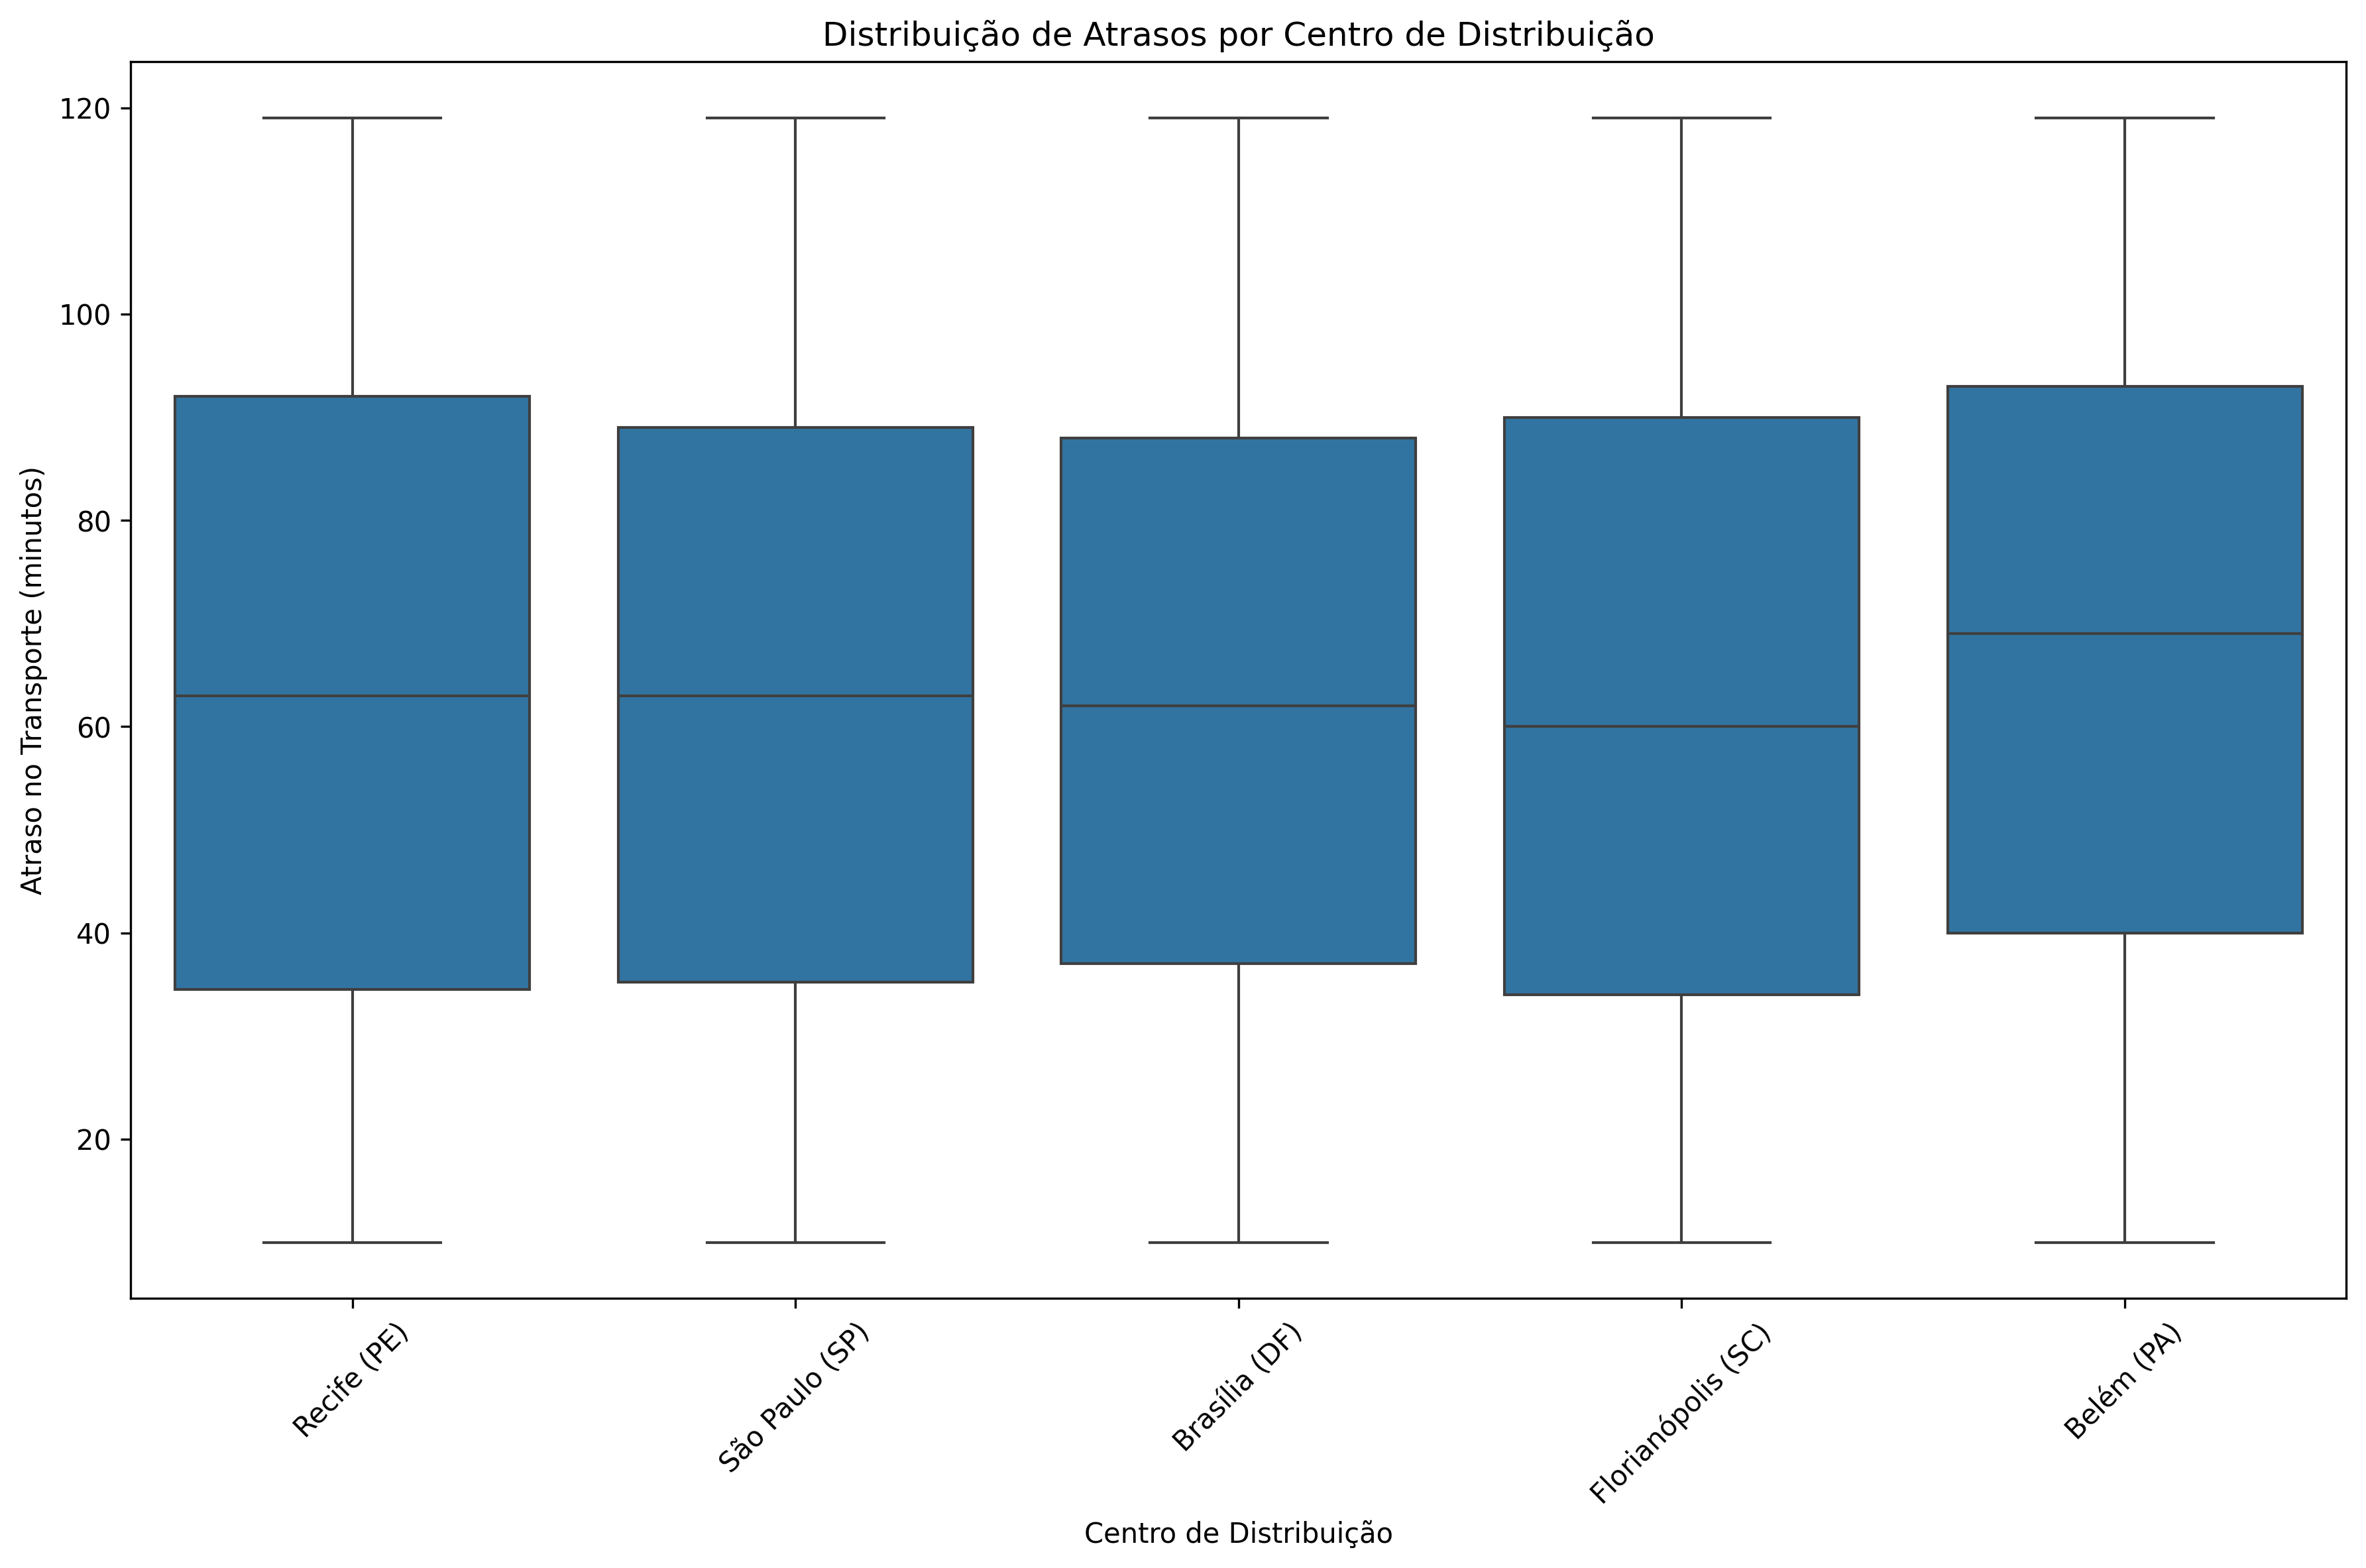 Distribuição de Atrasos por Centro de Distribuição
Atraso no Transporte (minutos)
120
100
80
60
40
20
Recife (PE)
São Paulo (SP)
Brasília (DF)
Florianópolis (SC)
Belém (PA)
Centro de Distribuição